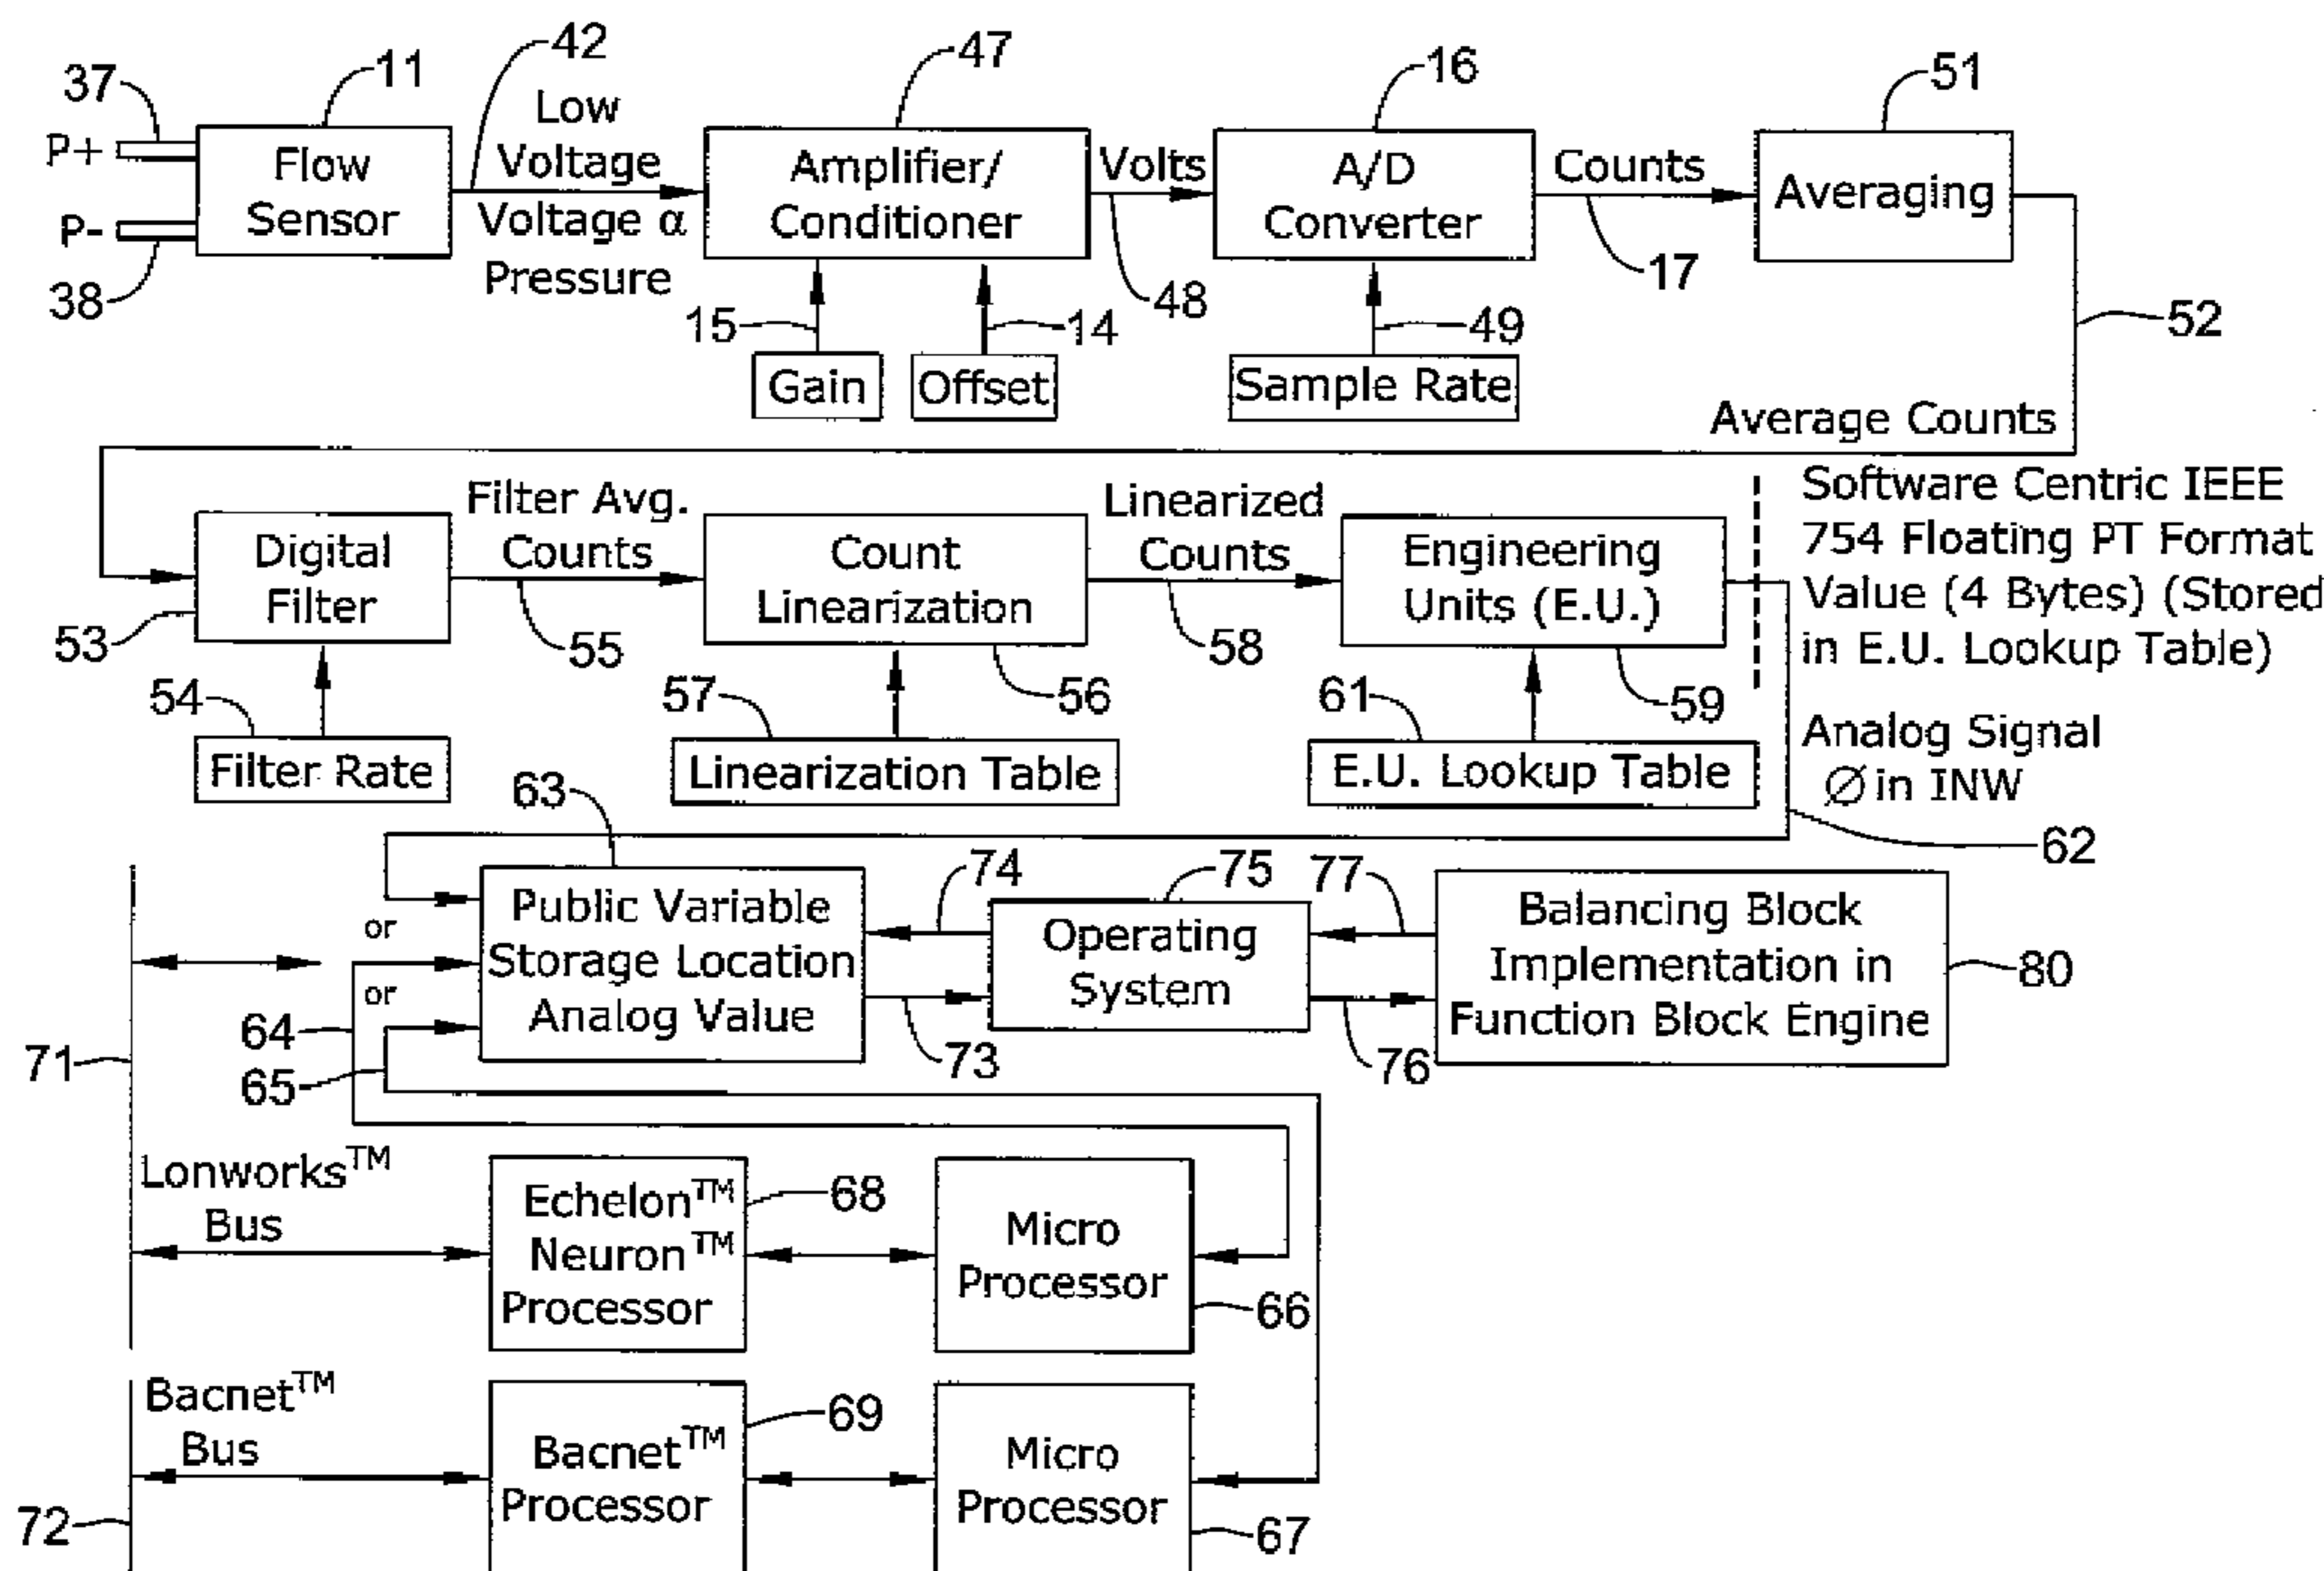 42
47
16
51
11
37
P+
Flow
Sensor
P-
38
Low
Voltage
Voltage α
Pressure
Amplifier/
Conditioner
Volts
48
A/D
Converter
Counts
17
Averaging
52
15
14
49
Gain
Offset
Sample Rate
Average Counts
Digital
Filter
53
54
Filter Rate
Filter Avg.
Counts
55
Count
Linearization
56
57
Linearization Table
Linearized
Counts
58
Engineering
Units (E.U.)
59
61
E.U. Lookup Table
Software Centric IEEE
754 Floating PT Format
Value (4 Bytes) (Stored
in E.U. Lookup Table)
Analog Signal
∅ in INW
62
63
or
or
64
65
71
Public Variable
Storage Location
Analog Value
74
73
75
Operating
System
77
76
Balancing Block
Implementation in
Function Block Engine
80
Lonworks™
Bus
Echelon™
Neuron™
Processor
68
Micro
Processor
66
Bacnet™
Bus
72
Bacnet™
Processor
69
Micro
Processor
67